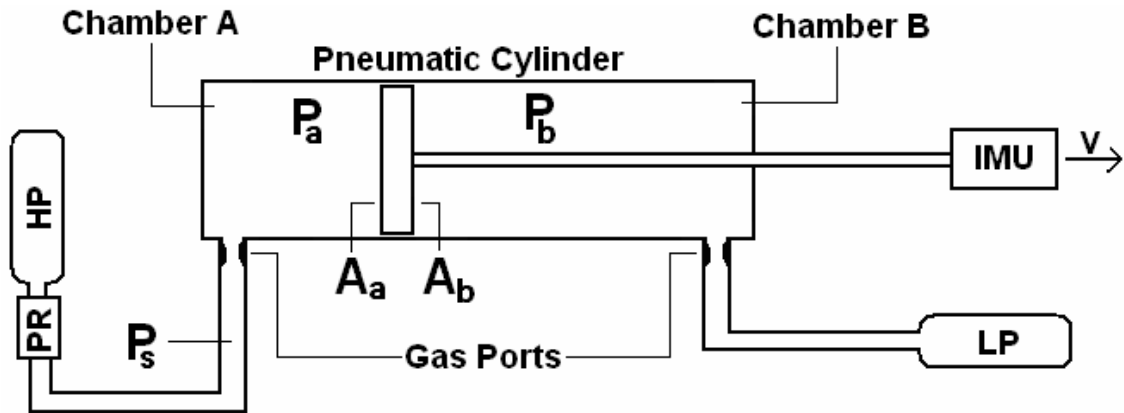 Chamber A
Chamber B
Pneumatic Cylinder
Pa
Pb
IMU
V
HP
Aa
Ab
PR
Ps
Gas Ports
LP